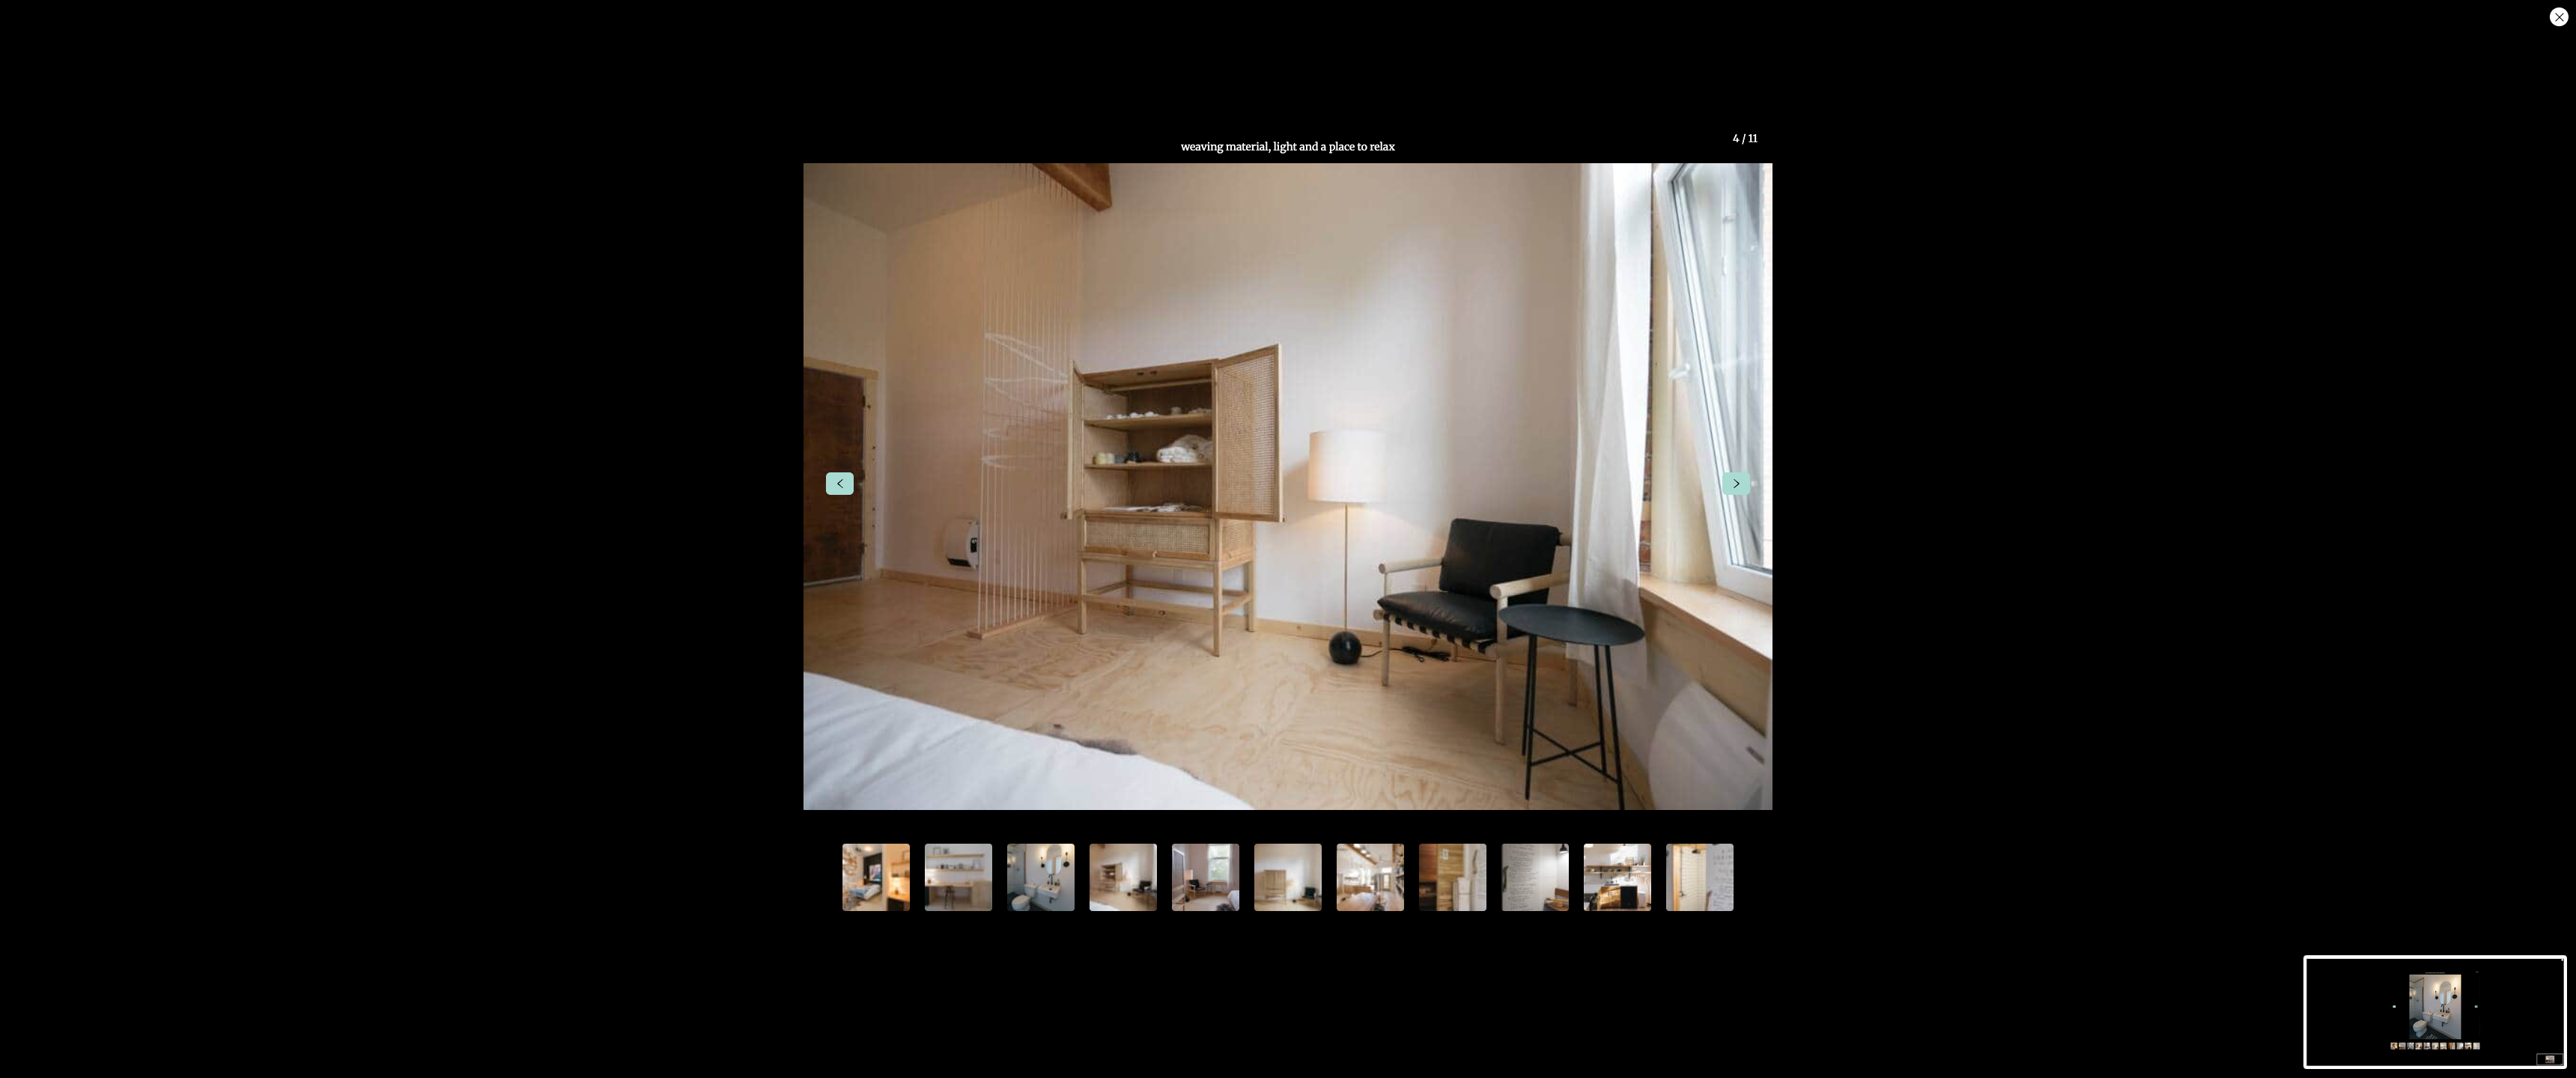 4 / 11
weaving material, light and a place to relax